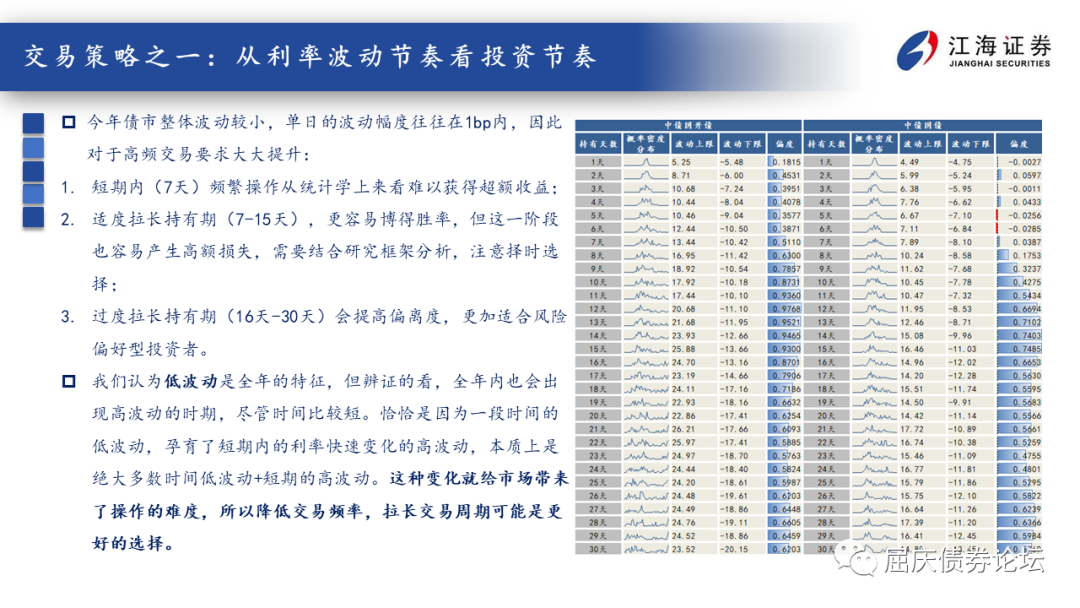 交易策略之一：从利率波动节奏看投资节奏
江海证券
JIANGHAI SECURITIES
今年债市整体波动较小，单日的波动幅度往往在1bp内，因此
对于高频交易要求大大提升：
1. 短期内（7天）频繁操作从统计学上来看难以获得超额收益；
2. 适度拉长持有期（7-15天），更容易博得胜率，但这一阶段
也容易产生高额损失，需要结合研究框架分析，注意择时选
择；
3. 过度拉长持有期（16天-30天）会提高偏离度，更加适合风险
偏好型投资者。
我们认为低波动是全年的特征，但辨证的看，全年内也会出
现高波动的时期，尽管时间比较短。恰恰是因为一段时间的
低波动，孕育了短期内的利率快速变化的高波动，本质上是
绝大多数时间低波动+短期的高波动。这种变化就给市场带来
了操作的难度，所以降低交易频率，拉长交易周期可能是更
好的选择。
中债国开债 中债国债
持有天数 概率密度分布 波动上限 波动下限 偏度 持有天数 概率密度分布 波动上限 波动下限 偏度
1天 5.25 -5.48 0.1815 1天 4.49 -4.75 -0.0027
2天 8.71 -6.00 0.4531 2天 5.99 -5.24 0.0597
3天 10.68 -7.24 0.3951 3天 6.38 -5.95 -0.0011
4天 10.44 -8.04 0.4078 4天 7.76 -6.62 0.0433
5天 10.46 -9.04 0.3577 5天 6.67 -7.10 -0.0256
6天 12.44 -10.50 0.3871 6天 7.11 -6.84 -0.0285
7天 13.44 -10.42 0.5110 7天 7.89 -8.10 0.0387
8天 16.95 -11.42 0.6300 8天 10.24 -8.58 0.1753
9天 18.92 -10.54 0.7857 9天 11.62 -7.68 0.3237
10天 17.92 -10.18 0.8731 10天 10.45 -7.78 0.4275
11天 17.44 -10.10 0.9360 11天 10.47 -7.32 0.5434
12天 20.68 -11.10 0.9768 12天 11.95 -8.53 0.6694
13天 21.68 -11.95 0.9521 13天 12.46 -8.71 0.7102
14天 23.93 -12.66 0.9465 14天 15.08 -9.96 0.7403
15天 25.88 -13.66 0.9300 15天 16.46 -11.03 0.7485
16天 24.70 -13.16 0.8701 16天 14.96 -12.02 0.6653
17天 23.19 -14.66 0.7906 17天 14.20 -12.28 0.5630
18天 24.11 -17.16 0.7186 18天 15.51 -11.74 0.5595
19天 22.93 -18.16 0.6632 19天 14.50 -9.91 0.5683
20天 22.86 -17.41 0.6254 20天 14.42 -11.14 0.5566
21天 26.21 -17.66 0.6093 21天 17.72 -10.89 0.5661
22天 25.97 -17.41 0.5885 22天 16.74 -10.38 0.5259
23天 24.97 -18.70 0.5763 23天 15.46 -11.09 0.4755
24天 24.44 -18.40 0.5824 24天 16.77 -11.81 0.4801
25天 24.20 -18.61 0.5987 25天 15.79 -11.86 0.5295
26天 24.48 -19.61 0.6203 26天 15.75 -12.10 0.5822
27天 24.49 -18.86 0.6448 27天 16.64 -11.26 0.6239
28天 24.76 -19.11 0.6605 28天 17.39 -11.20 0.6366
29天 24.52 -18.86 0.6459 29天 16.41 -12.45 0.5984
30天 23.52 -20.15 0.6203 30天
屈庆债券论坛